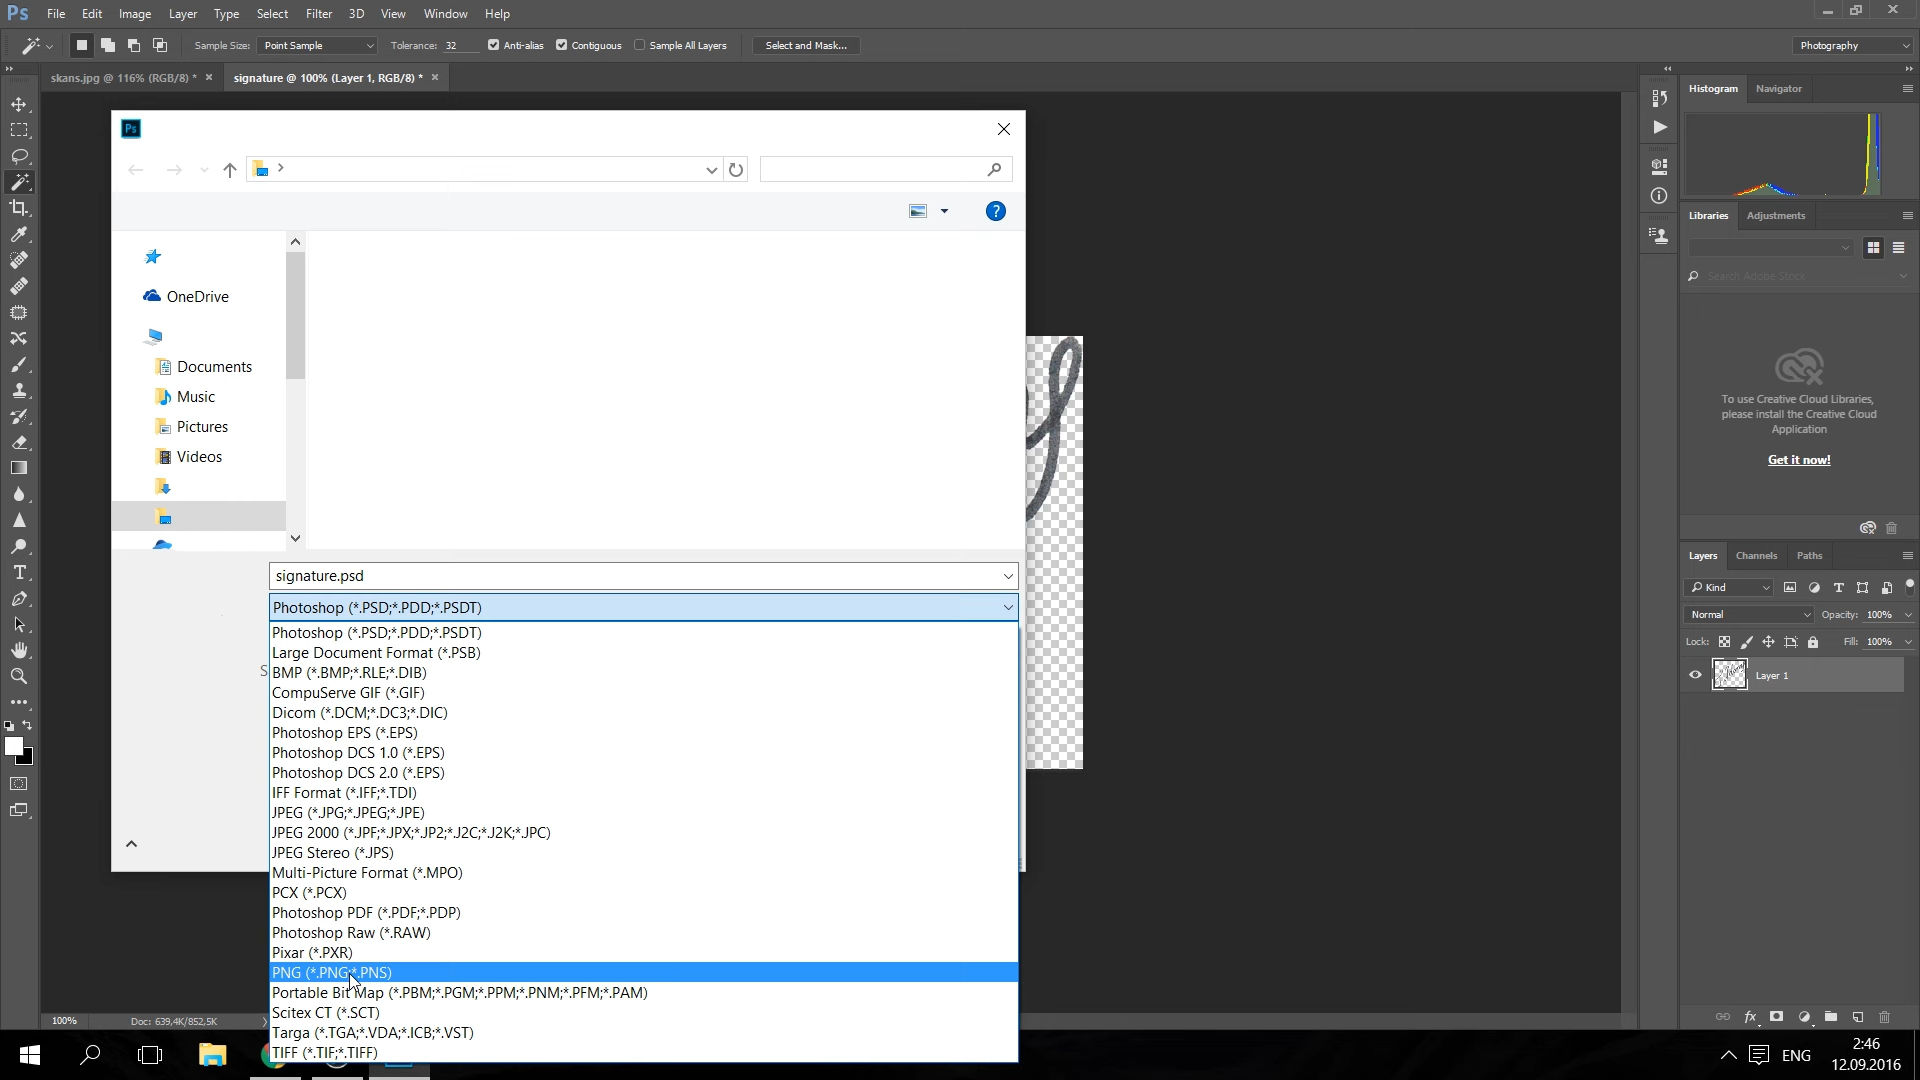 Ps File Edit Image Layer Type Select Filter 3D View Window Help
Sample Size: Point Sample Tolerance: 32 Anti-alias Contiguous Sample All Layers Select and Mask... Photography
skans.jpg @ 116% (RGB/8) * × signature @ 100% (Layer 1, RGB/8) * ×
Histogram Navigator
Ps
Libraries Adjustments
Search Adobe Stock
OneDrive
Documents
Music
Pictures
Videos
To use Creative Cloud Libraries,
please install the Creative Cloud
Application
Get it now!
Layers Channels Paths
Kind
Normal Opacity: 100%
Lock: Fill: 100%
Layer 1
signature.psd
Photoshop (*.PSD;*.PDD;*.PSDT)
Photoshop (*.PSD;*.PDD;*.PSDT)
Large Document Format (*.PSB)
S
BMP (*.BMP;*.RLE;*.DIB)
CompuServe GIF (*.GIF)
Dicom (*.DCM;*.DC3;*.DIC)
Photoshop EPS (*.EPS)
Photoshop DCS 1.0 (*.EPS)
Photoshop DCS 2.0 (*.EPS)
IFF Format (*.IFF;*.TDI)
JPEG (*.JPG;*.JPEG;*.JPE)
JPEG 2000 (*.JPF;*.JPX;*.JP2;*.J2C;*.J2K;*.JPC)
JPEG Stereo (*.JPS)
Multi-Picture Format (*.MPO)
PCX (*.PCX)
Photoshop PDF (*.PDF;*.PDP)
Photoshop Raw (*.RAW)
Pixar (*.PXR)
PNG (*.PNG;*.PNS)
Portable Bit Map (*.PBM;*.PGM;*.PPM;*.PNM;*.PFM;*.PAM)
Scitex CT (*.SCT)
Targa (*.TGA;*.VDA;*.ICB;*.VST)
TIFF (*.TIF;*.TIFF)
100% Doc: 639,4K/852,5K
ENG
2:46
12.09.2016